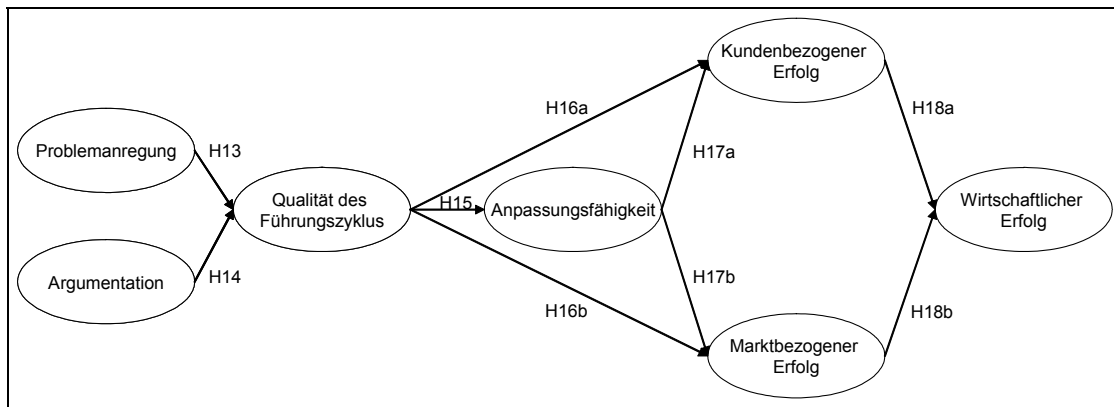 Kundenbezogener
Erfolg
H16a
H18a
Problemanregung
H13
H17a
Qualität des
Führungszyklus
H15
Anpassungsfähigkeit
Wirtschaftlicher
Erfolg
Argumentation
H14
H17b
H16b
H18b
Marktbezogener
Erfolg